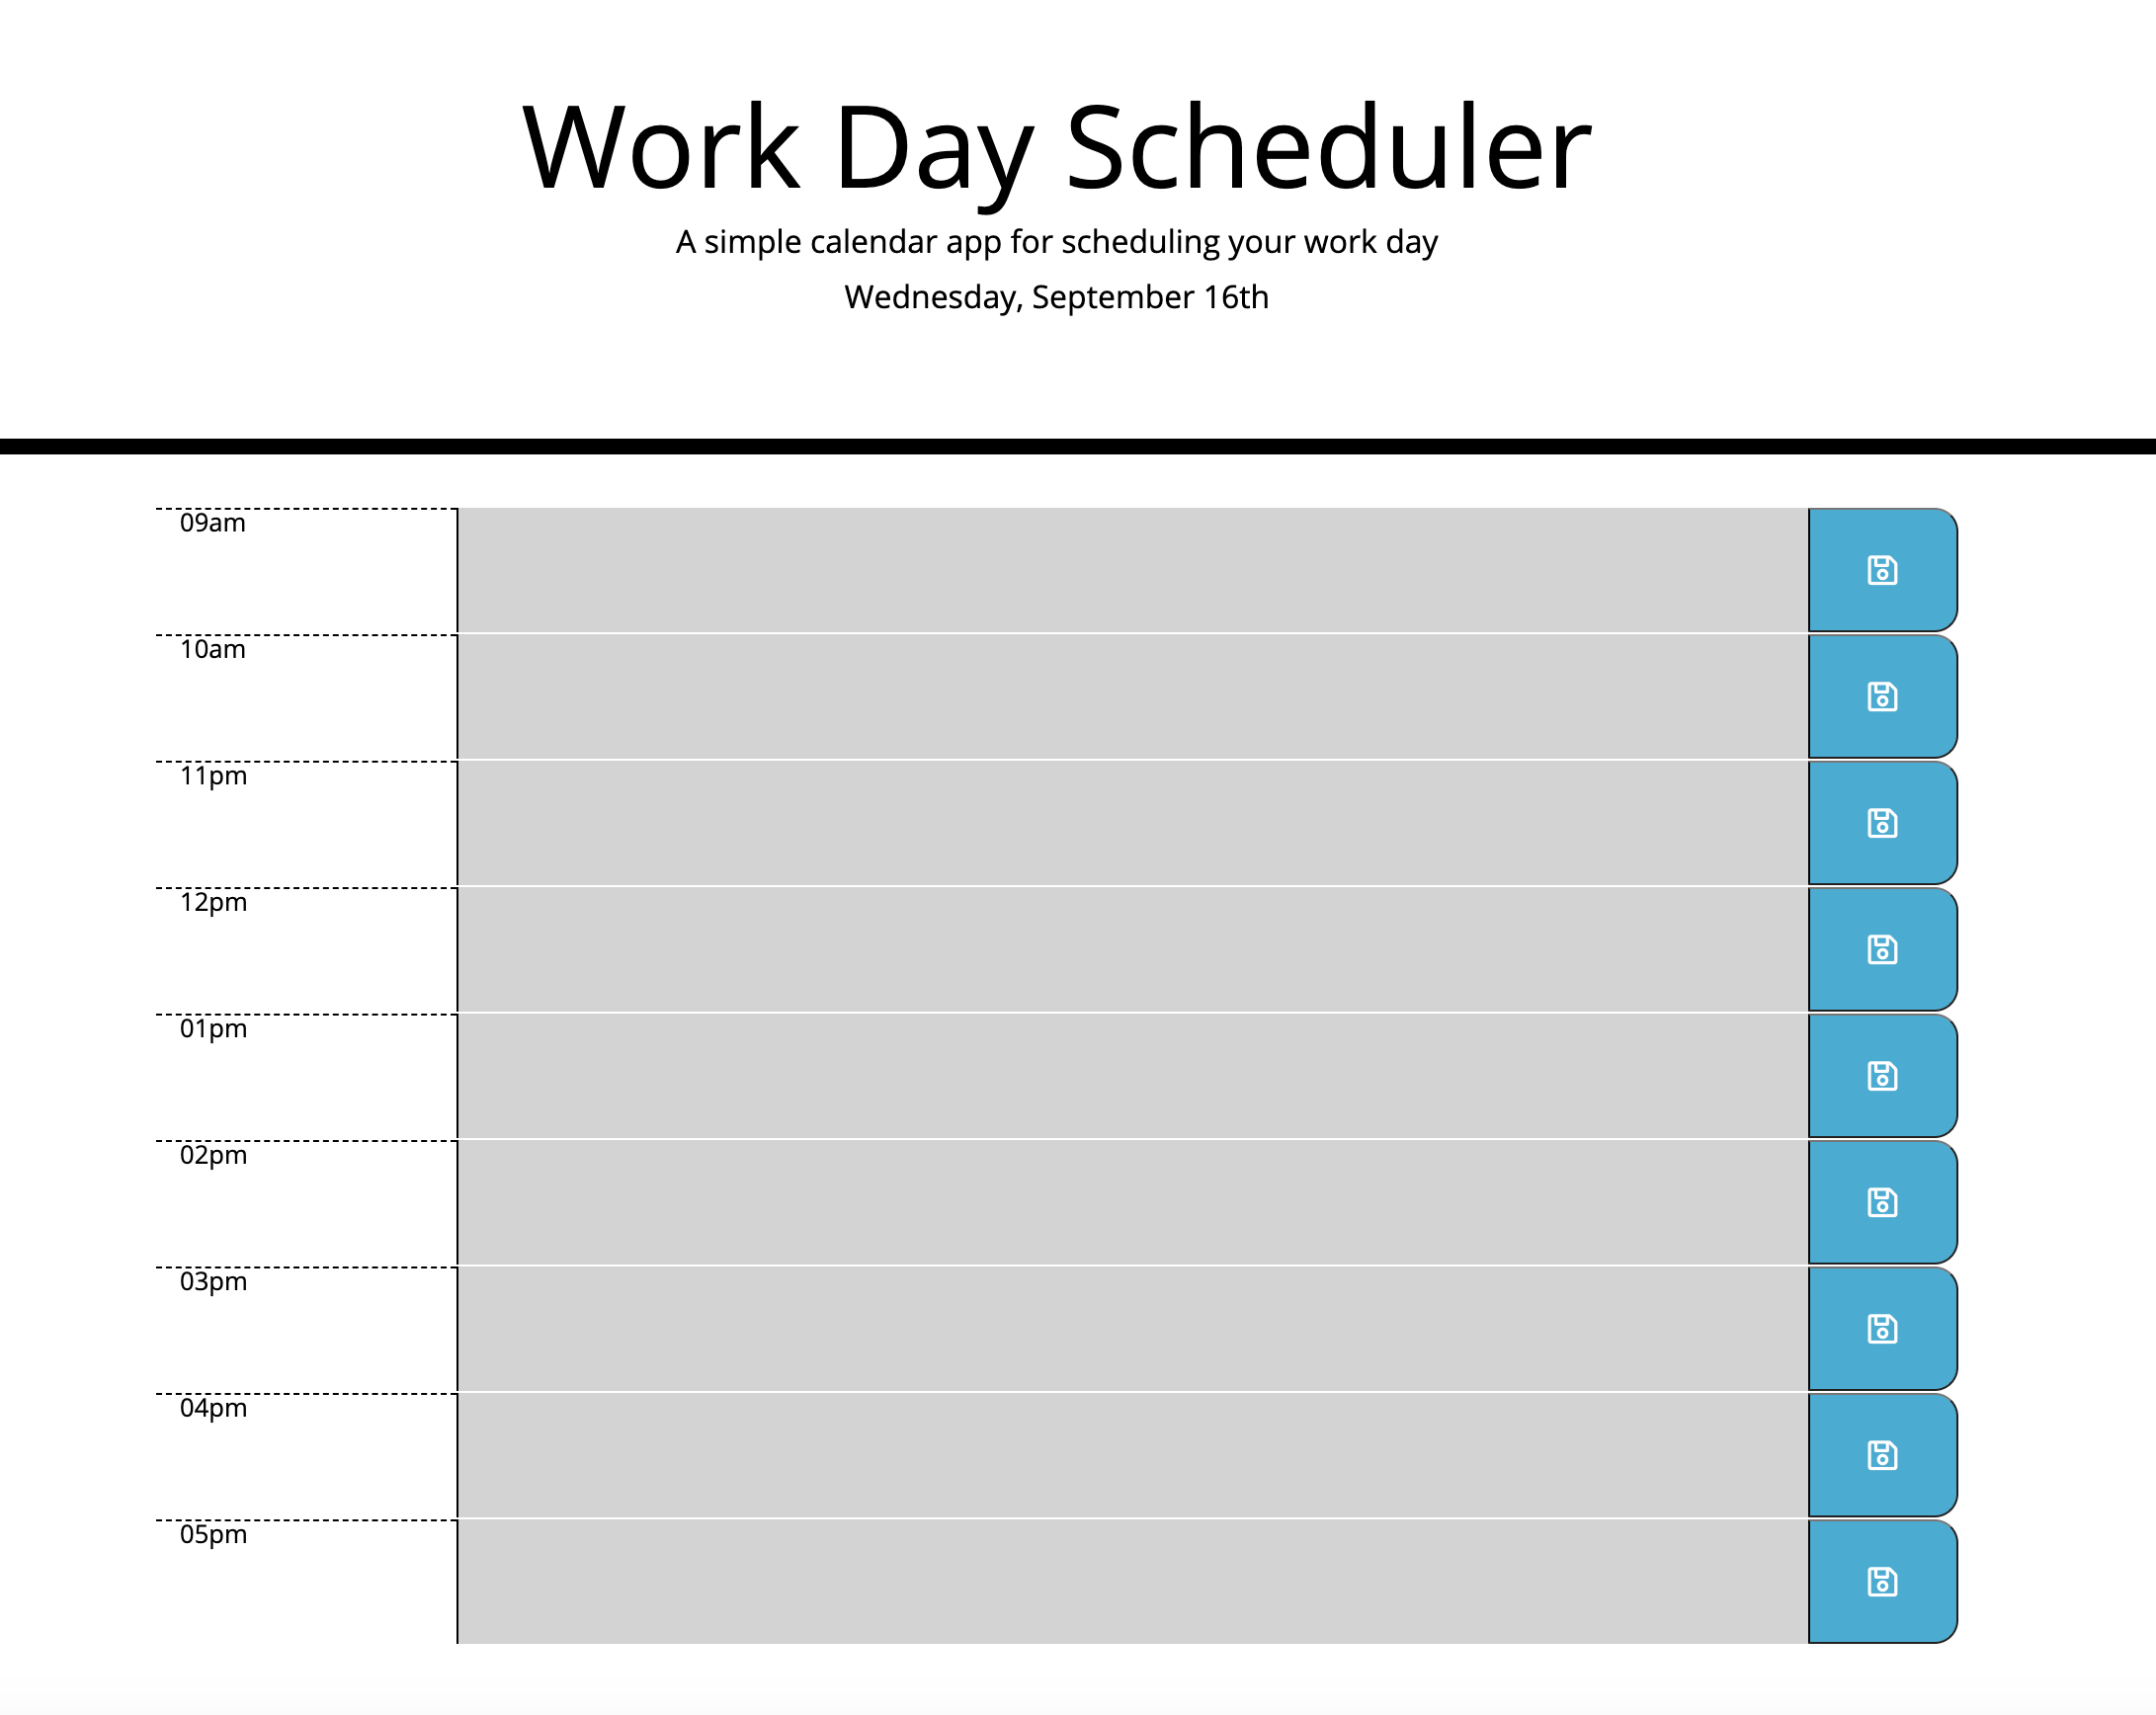 Work Day Scheduler
A simple calendar app for scheduling your work day
Wednesday, September 16th
09am
10am
11pm
12pm
01pm
02pm
03pm
04pm
05pm